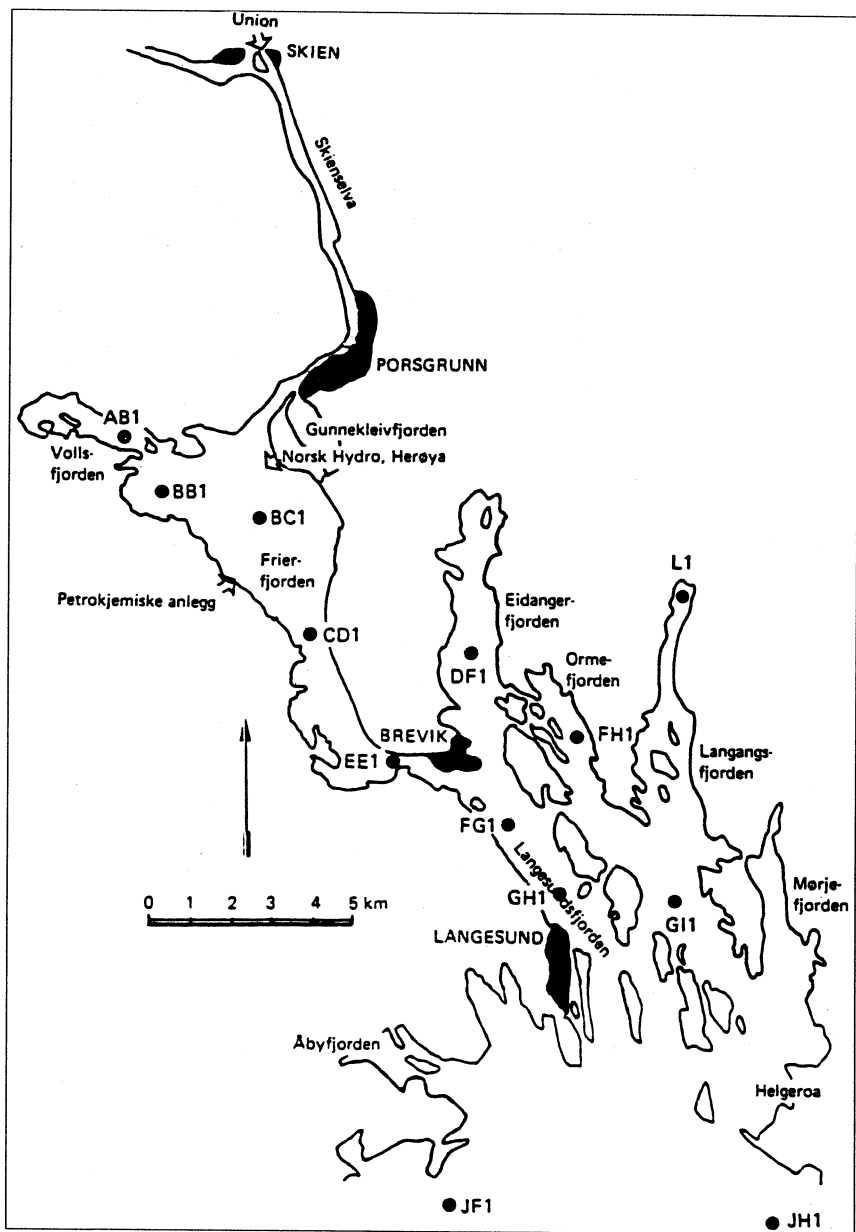 Union
SKIEN
Skienselva
PORSGRUNN
AB1
Gunnekleivfjorden
Volls-
fjorden
Norsk Hydro, Herøya
BB1
BC1
Frier-
fjorden
L1
Petrokjemiske anlegg
Eidanger-
fjorden
CD1
DF1
Orme-
fjorden
BREVIK
FH1
EE1
Langangs-
fjorden
FG1
Langesundsfjorden
GH1
Mørje-
fjorden
GI1
0 1 2 3 4 5 km
LANGESUND
Åbyfjorden
Helgeroa
JF1
JH1